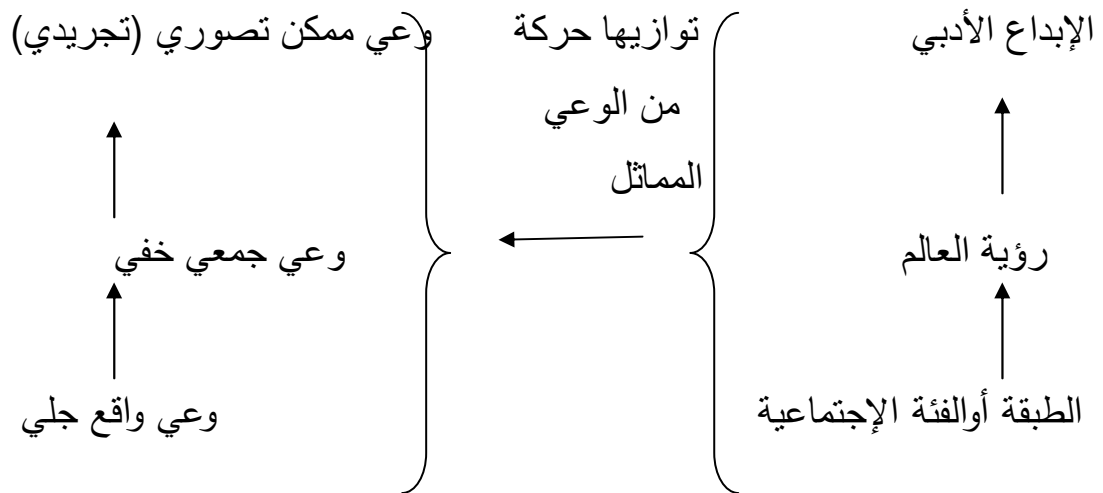 الإبداع الأدبي
توازيها حركة
وعي ممكن تصوري (تجريدي)
من الوعي
المماثل
رؤية العالم
وعي جمعي خفي
الطبقة أوالفئة الإجتماعية
وعي واقع جلي